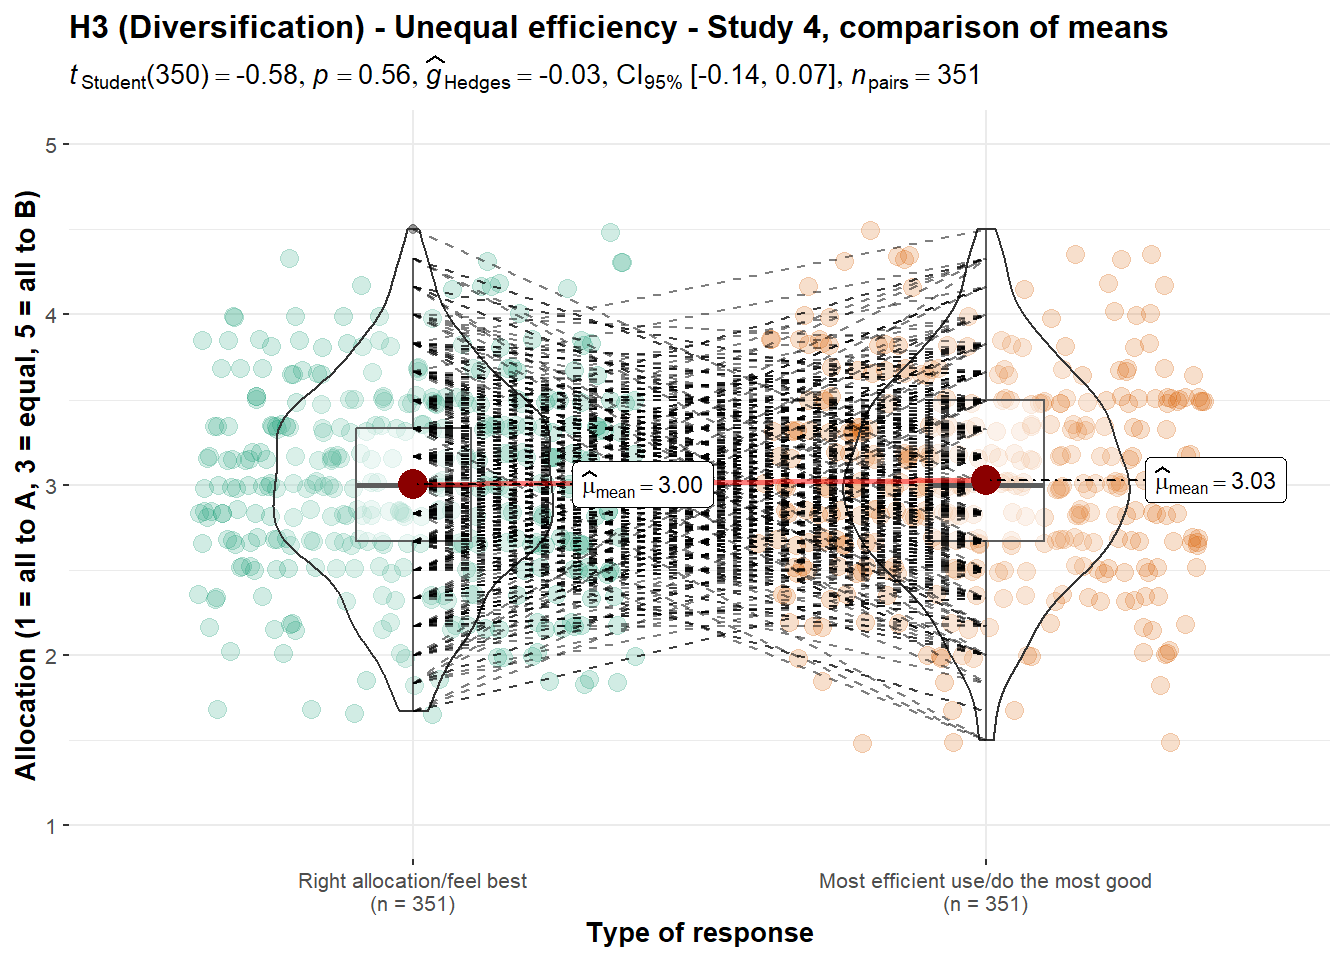 H3 (Diversification) - Unequal efficiency - Study 4, comparison of means
t Student(350) = -0.58, p = 0.56, ĝ Hedges = -0.03, CI95% [-0.14, 0.07], n pairs = 351
Allocation (1 = all to A, 3 = equal, 5 = all to B)
5
4
3
2
1
μ̂ mean = 3.00
μ̂ mean = 3.03
Right allocation/feel best
(n = 351)
Most efficient use/do the most good
(n = 351)
Type of response